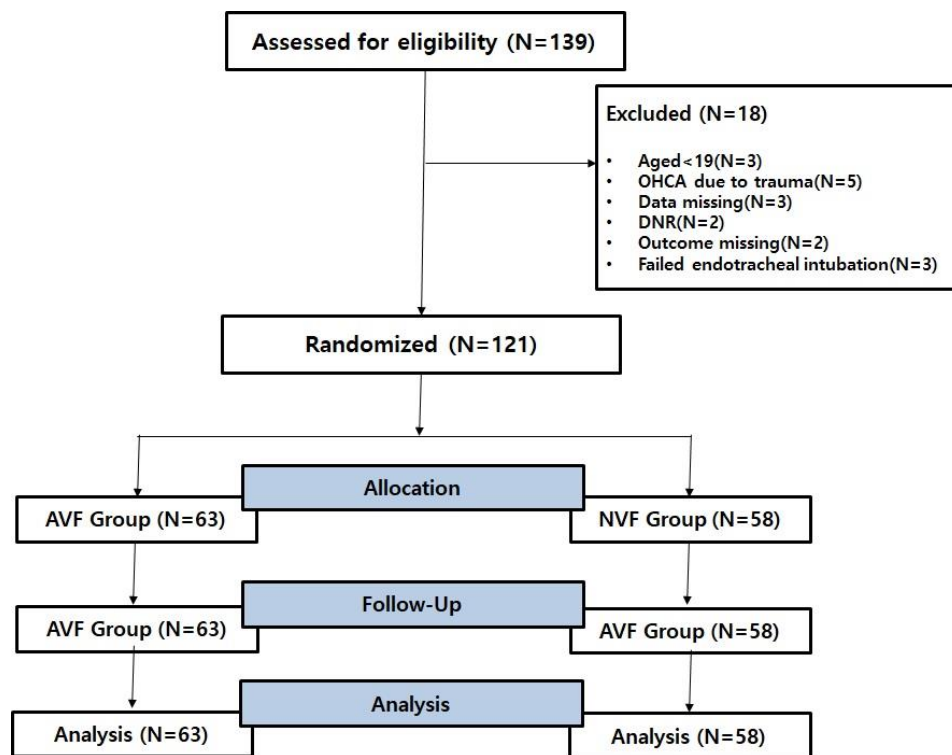 Assessed for eligibility (N=139)
Excluded (N=18)
• Aged<19(N=3)
• OHCA due to trauma(N=5)
• Data missing(N=3)
• DNR(N=2)
• Outcome missing(N=2)
• Failed endotracheal intubation(N=3)
Randomized (N=121)
Allocation
AVF Group (N=63)
NVF Group (N=58)
Follow-Up
AVF Group (N=63)
AVF Group (N=58)
Analysis
Analysis (N=63)
Analysis (N=58)